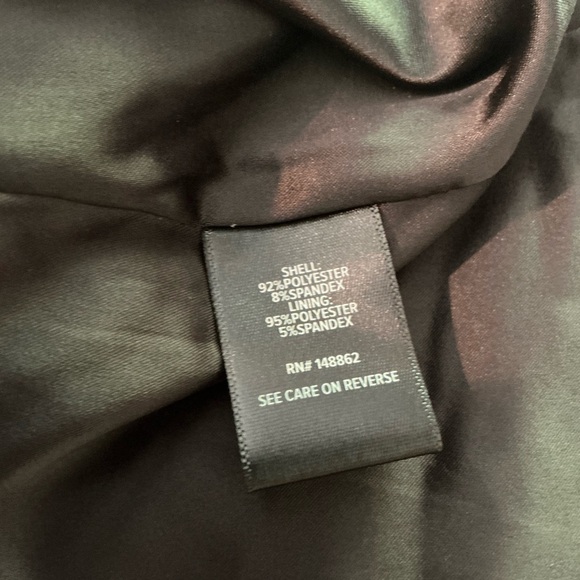 SHELL:
92%POLYESTER
8%SPANDEX
LINING:
95%POLYESTER
5%SPANDEX
RN# 148862
SEE CARE ON REVERSE